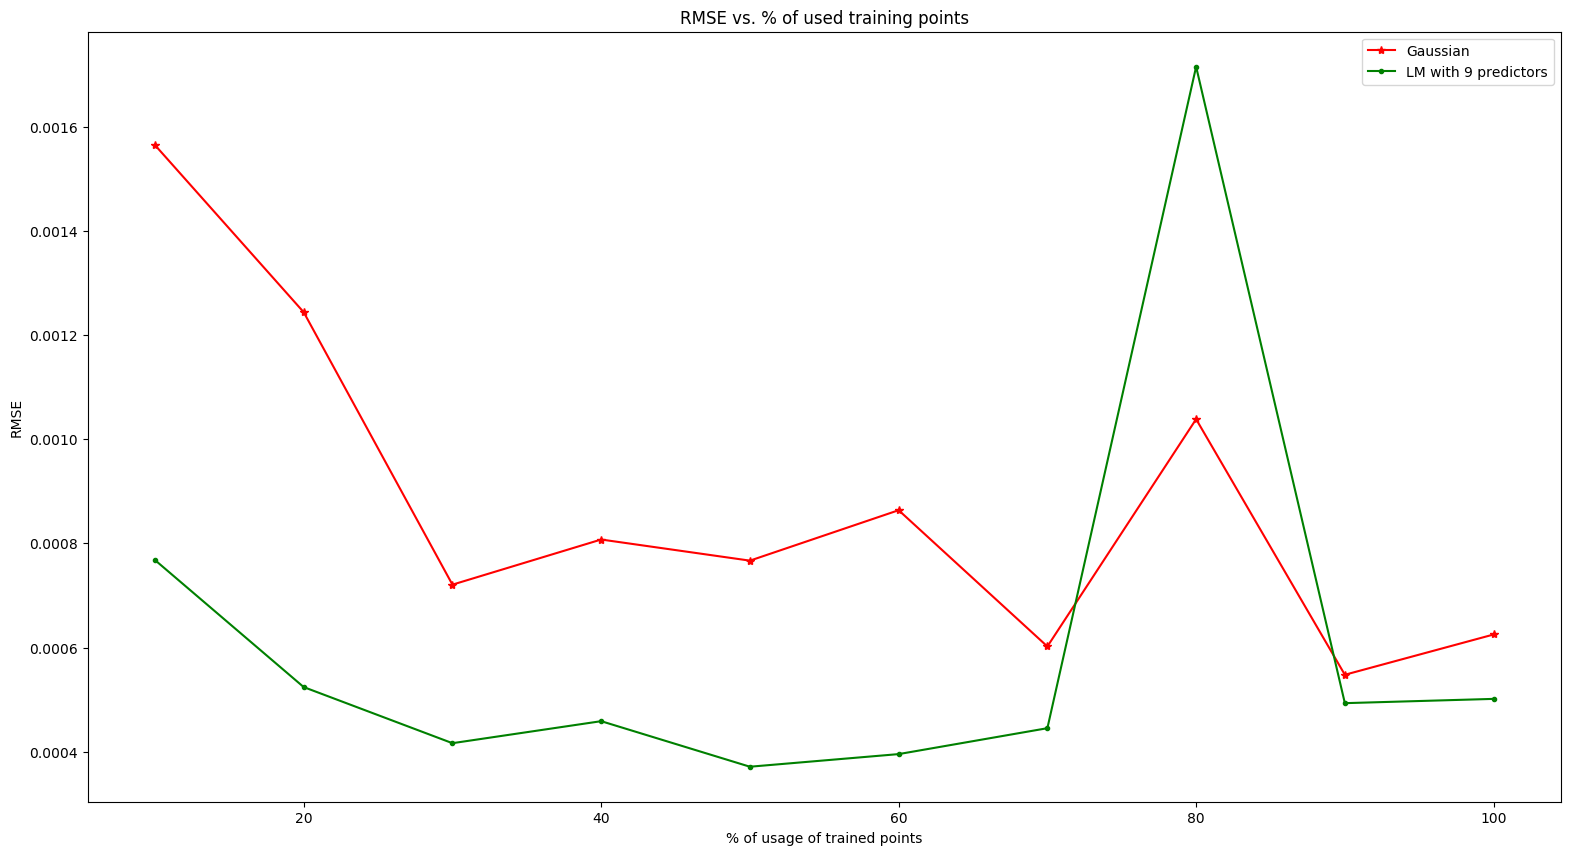 RMSE vs. % of used training points
Gaussian
LM with 9 predictors
0.0016
0.0014
0.0012
0.0010
0.0008
0.0006
0.0004
RMSE
20 40 60 80 100
% of usage of trained points